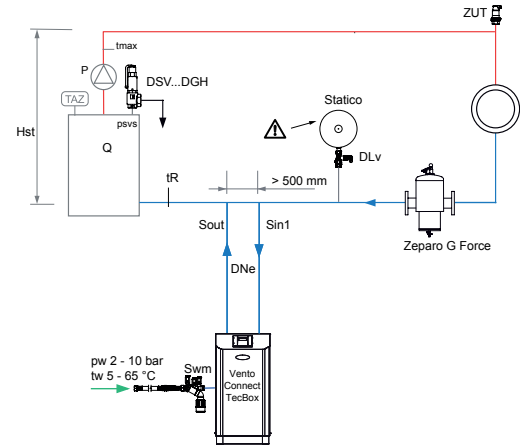 ZUT
tmax
P
DSV...DGH
TAZ
psvs
Statico
Hst
Q
DLv
tR
> 500 mm
Sout
Sin1
Zeparo G Force
DNe
pw 2 - 10 bar
tw 5 - 65 °C
Swm
Vento
Connect
TecBox